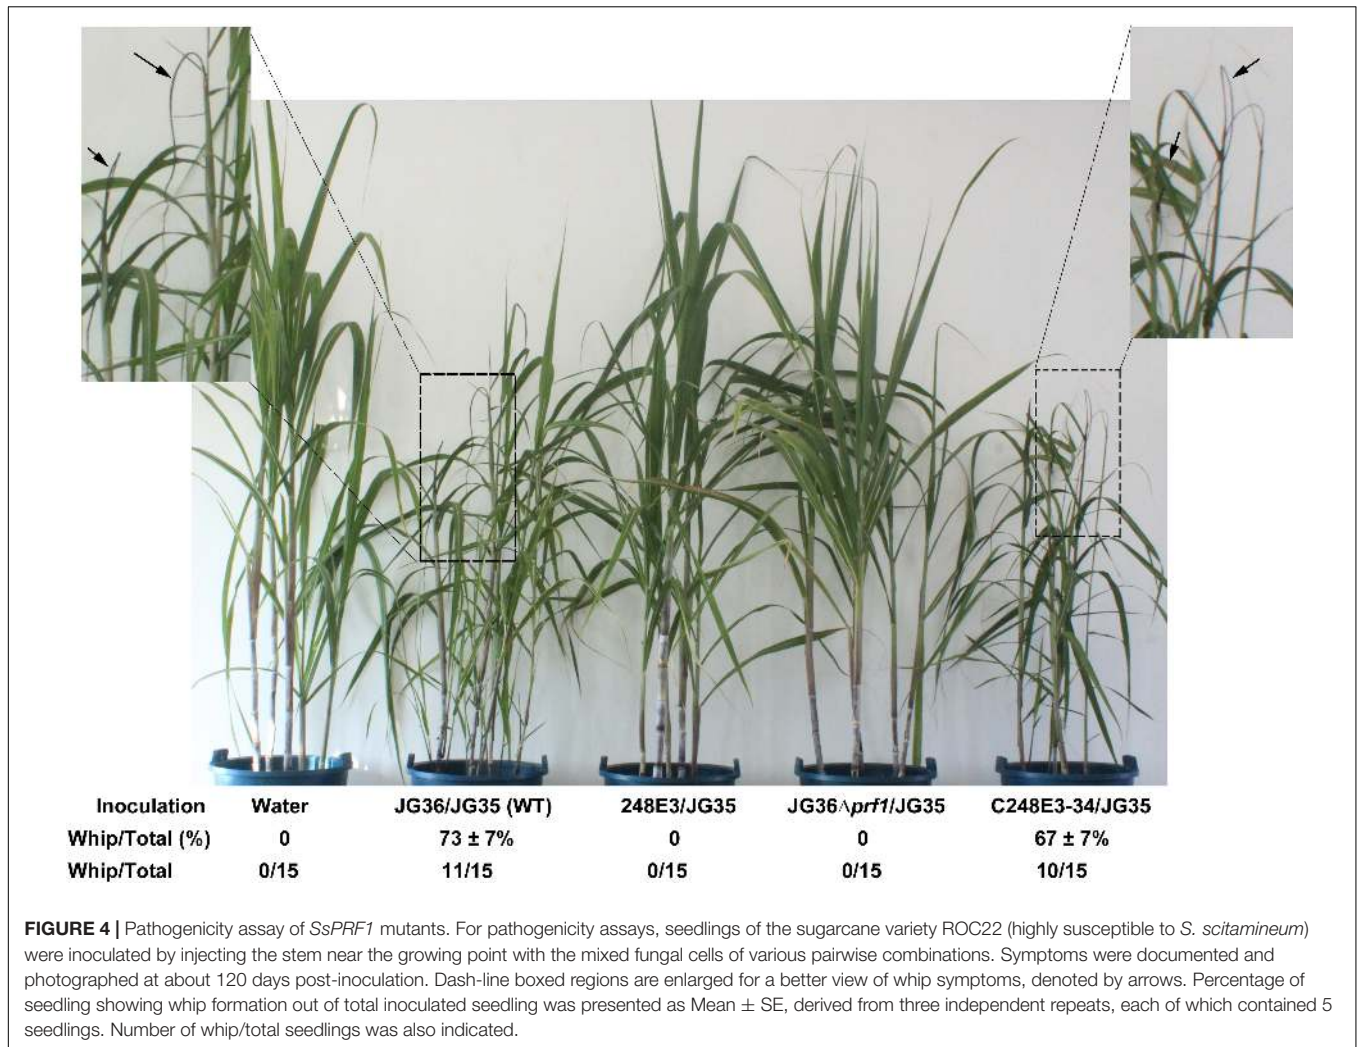 Inoculation Water JG36/JG35 (WT) 248E3/JG35 JG36∆prf1/JG35 C248E3-34/JG35
Whip/Total (%) 0 73 ± 7% 0 0 67 ± 7%
Whip/Total 0/15 11/15 0/15 0/15 10/15
FIGURE 4 | Pathogenicity assay of SsPRF1 mutants. For pathogenicity assays, seedlings of the sugarcane variety ROC22 (highly susceptible to S. scitamineum)
were inoculated by injecting the stem near the growing point with the mixed fungal cells of various pairwise combinations. Symptoms were documented and
photographed at about 120 days post-inoculation. Dash-line boxed regions are enlarged for a better view of whip symptoms, denoted by arrows. Percentage of
seedling showing whip formation out of total inoculated seedling was presented as Mean ± SE, derived from three independent repeats, each of which contained 5
seedlings. Number of whip/total seedlings was also indicated.